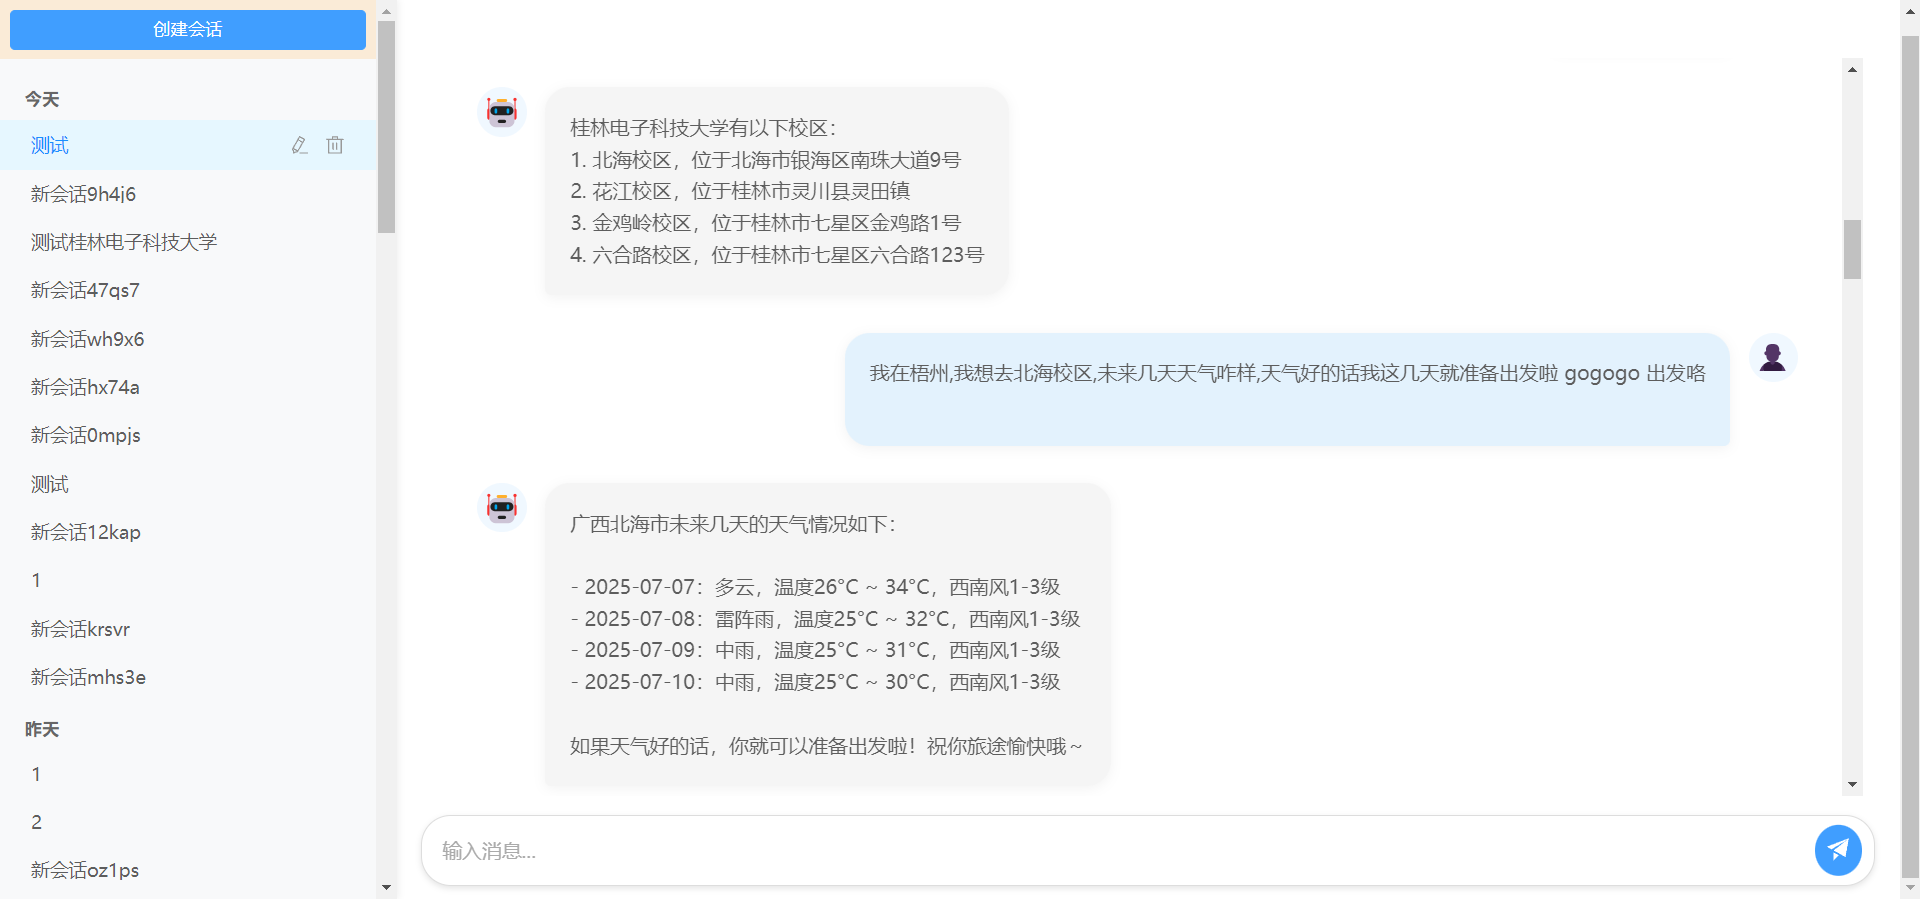 创建会话
今天
测试
新会话9h4j6
测试桂林电子科技大学
新会话47qs7
新会话wh9x6
新会话hx74a
新会话0mpjs
测试
新会话12kap
1
新会话krsvr
新会话mhs3e
昨天
1
2
新会话oz1ps
桂林电子科技大学有以下校区：
1. 北海校区，位于北海市银海区南珠大道9号
2. 花江校区，位于桂林市灵川县灵田镇
3. 金鸡岭校区，位于桂林市七星区金鸡路1号
4. 六合路校区，位于桂林市七星区六合路123号
我在梧州,我想去北海校区,未来几天天气咋样,天气好的话我这几天就准备出发啦 gogogo 出发咯
广西北海市未来几天的天气情况如下：
- 2025-07-07：多云，温度26°C ~ 34°C，西南风1-3级
- 2025-07-08：雷阵雨，温度25°C ~ 32°C，西南风1-3级
- 2025-07-09：中雨，温度25°C ~ 31°C，西南风1-3级
- 2025-07-10：中雨，温度25°C ~ 30°C，西南风1-3级
如果天气好的话，你就可以准备出发啦！祝你旅途愉快哦～
输入消息...